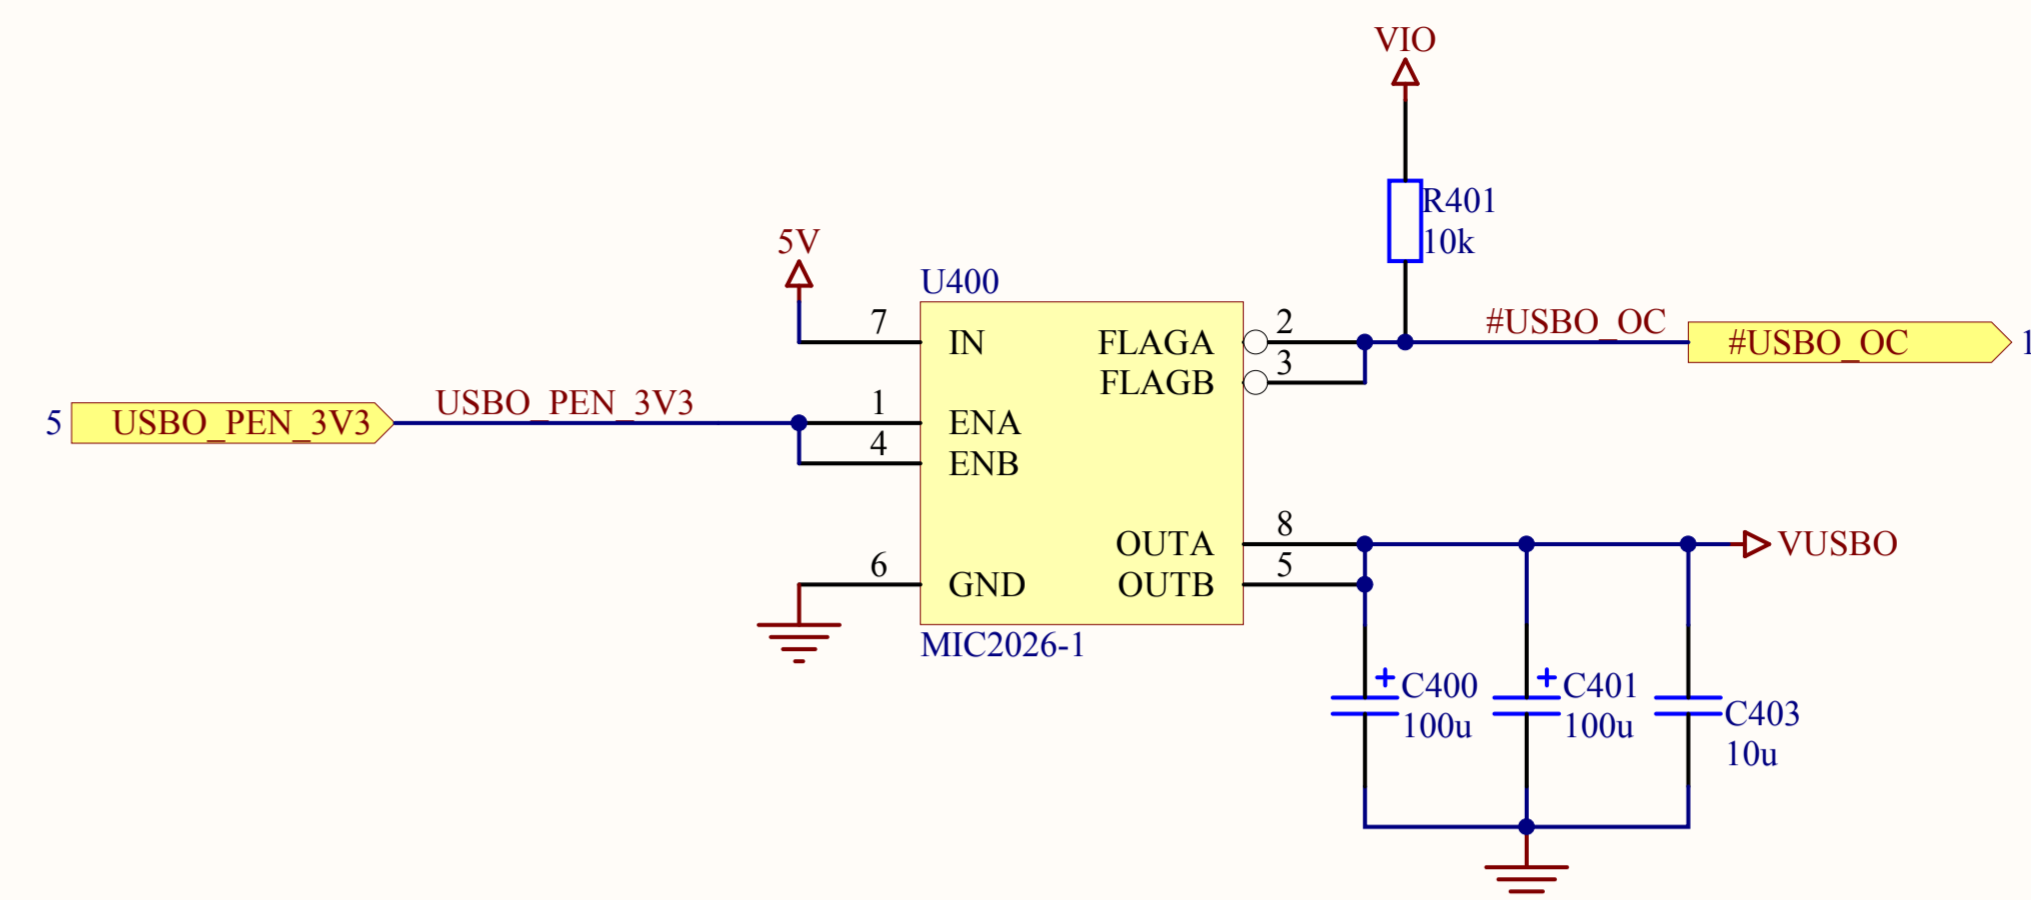 VIO
R401
10k
5V
U400
7 IN FLAGA 2 #USBO_OC #USBO_OC 1
FLAGB 3
5 USBO_PEN_3V3 USBO_PEN_3V3 1 ENA
4 ENB
OUTA 8 VUSBO
6 GND OUTB 5
MIC2026-1
+ C400 + C401 C403
100u 100u 10u